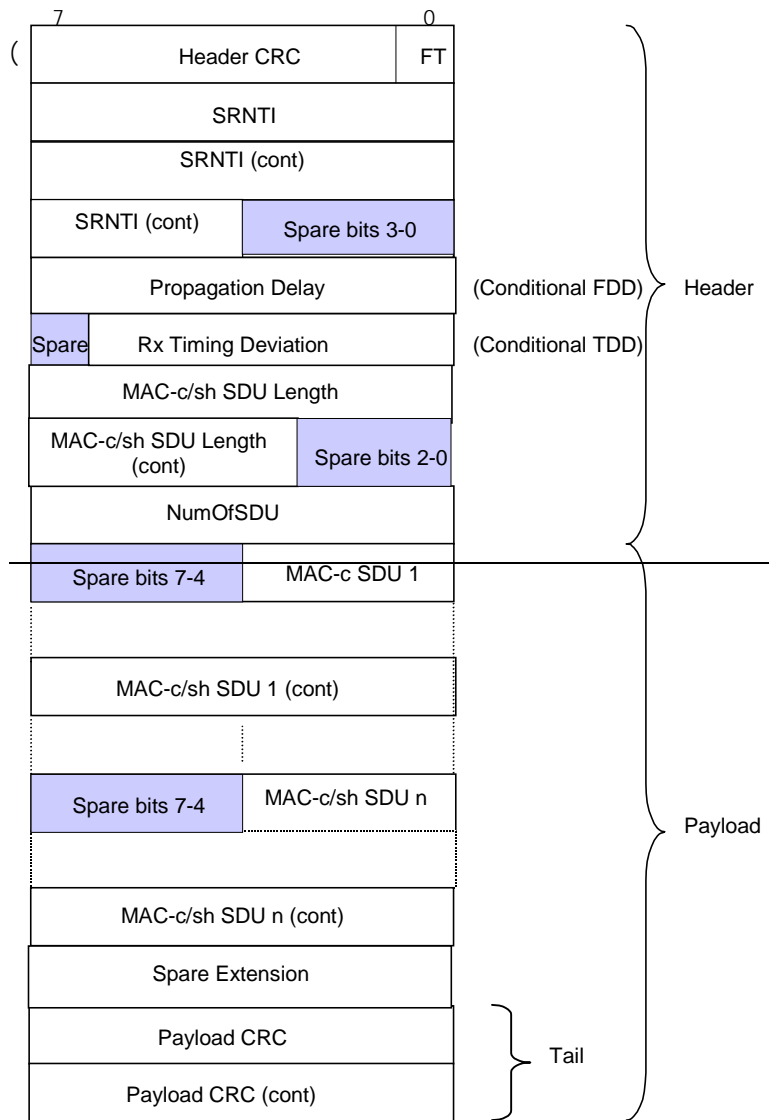 7 0
(
Header CRC FT
SRNTI
SRNTI (cont)
SRNTI (cont) Spare bits 3-0
Propagation Delay (Conditional FDD) Header
Spare Rx Timing Deviation (Conditional TDD)
MAC-c/sh SDU Length
MAC-c/sh SDU Length
(cont) Spare bits 2-0
NumOfSDU
Spare bits 7-4 MAC-c SDU 1
MAC-c/sh SDU 1 (cont)
Spare bits 7-4 MAC-c/sh SDU n
Payload
MAC-c/sh SDU n (cont)
Spare Extension
Payload CRC
Tail
Payload CRC (cont)